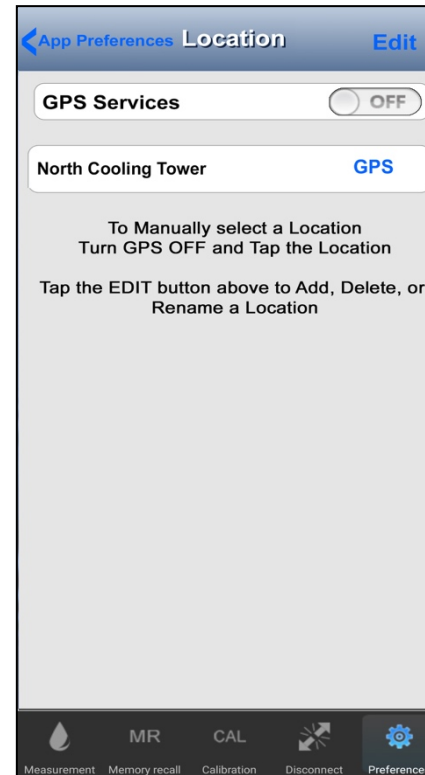 App Preferences Location Edit
GPS Services OFF
North Cooling Tower GPS
To Manually select a Location
Turn GPS OFF and Tap the Location
Tap the EDIT button above to Add, Delete, or
Rename a Location
MR CAL
Measurement Memory recall Calibration Disconnect Preference